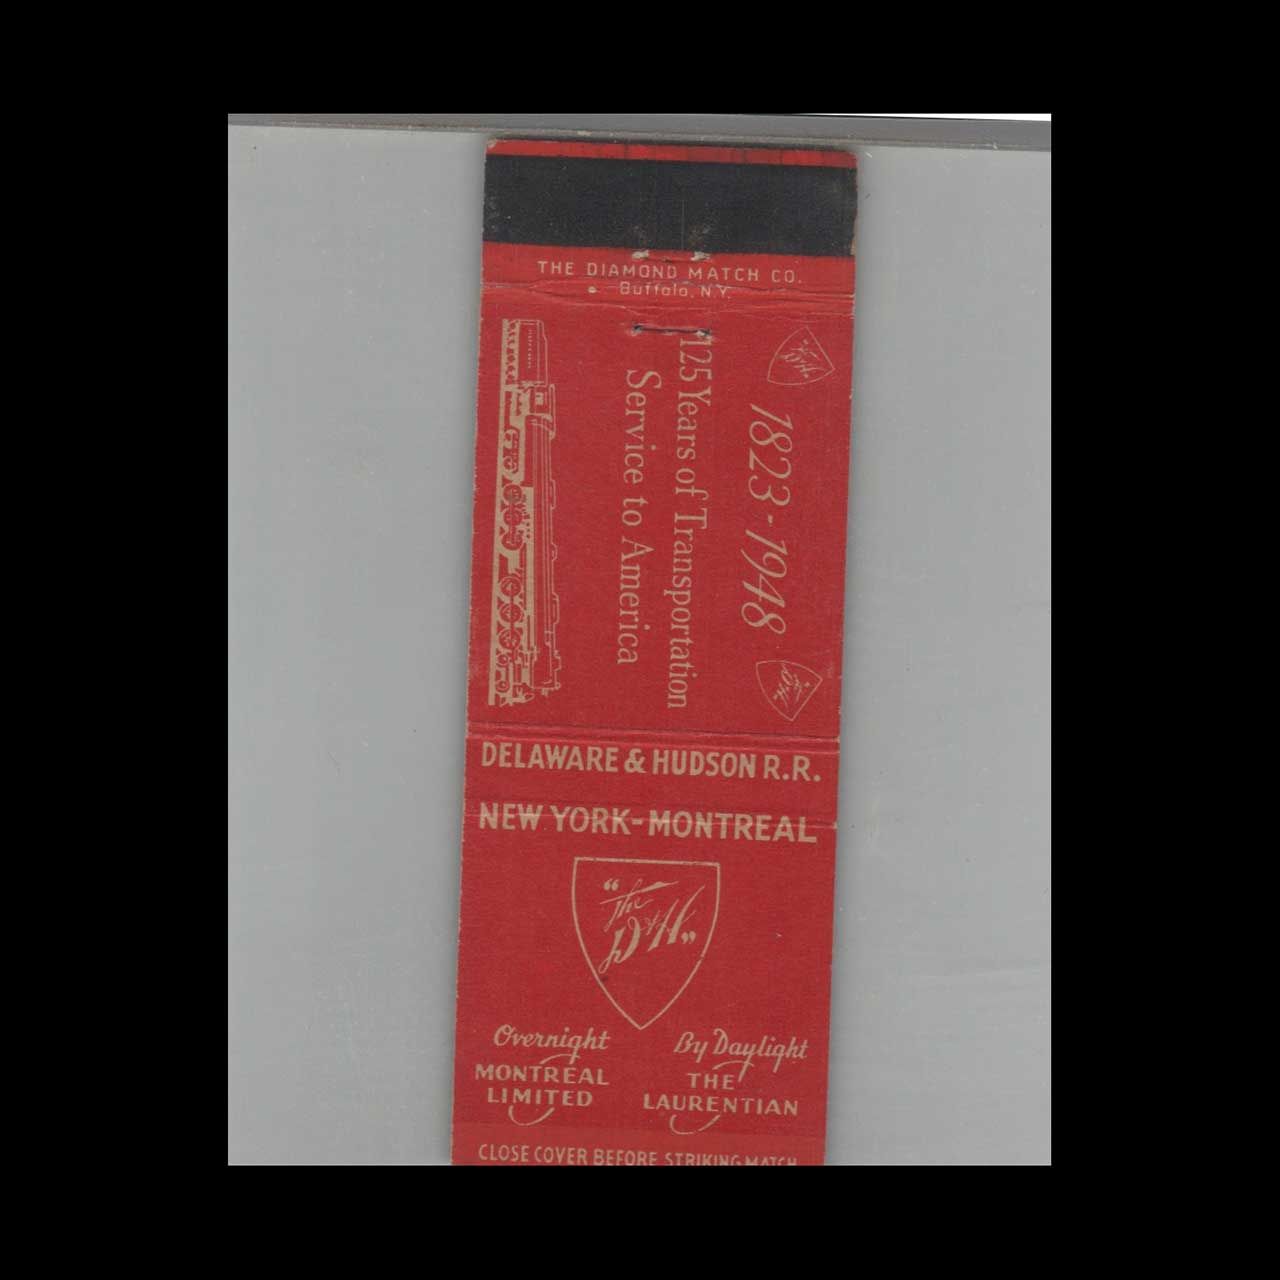 THE DIAMOND MATCH CO.
Buffalo, N.Y.
1823-1948
125 Years of Transportation
Service to America
DELAWARE & HUDSON R.R.
NEW YORK-MONTREAL
"The
D&H"
Overnight
MONTREAL
LIMITED
By Daylight
THE
LAURENTIAN
CLOSE COVER BEFORE STRIKING MATCH